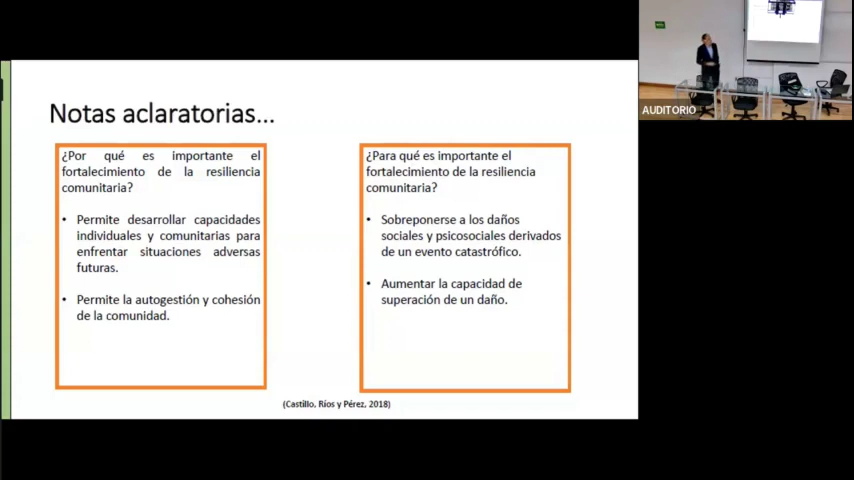 Notas aclaratorias...
¿Por qué es importante el
fortalecimiento de la resiliencia
comunitaria?
• Permite desarrollar capacidades
individuales y comunitarias para
enfrentar situaciones adversas
futuras.
• Permite la autogestión y cohesión
de la comunidad.
¿Para qué es importante el
fortalecimiento de la resiliencia
comunitaria?
• Sobreponerse a los daños
sociales y psicosociales derivados
de un evento catastrófico.
• Aumentar la capacidad de
superación de un daño.
(Castillo, Ríos y Pérez, 2018)
AUDITORIO